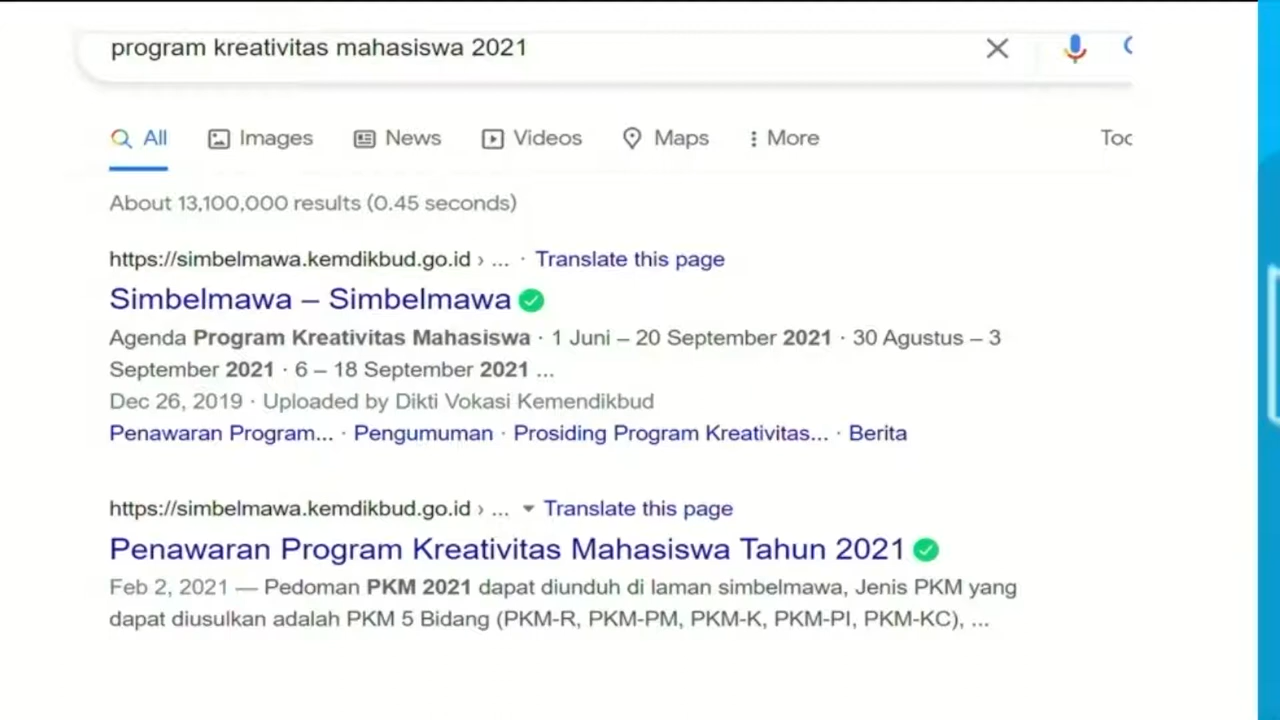 program kreativitas mahasiswa 2021
All Images News Videos Maps More
About 13,100,000 results (0.45 seconds)
https://simbelmawa.kemdikbud.go.id › ... · Translate this page
Simbelmawa – Simbelmawa
Agenda Program Kreativitas Mahasiswa · 1 Juni – 20 September 2021 · 30 Agustus – 3
September 2021 · 6 – 18 September 2021 ...
Dec 26, 2019 · Uploaded by Dikti Vokasi Kemendikbud
Penawaran Program... · Pengumuman · Prosiding Program Kreativitas... · Berita
https://simbelmawa.kemdikbud.go.id › ... Translate this page
Penawaran Program Kreativitas Mahasiswa Tahun 2021
Feb 2, 2021 — Pedoman PKM 2021 dapat diunduh di laman simbelmawa, Jenis PKM yang
dapat diusulkan adalah PKM 5 Bidang (PKM-R, PKM-PM, PKM-K, PKM-PI, PKM-KC), ...